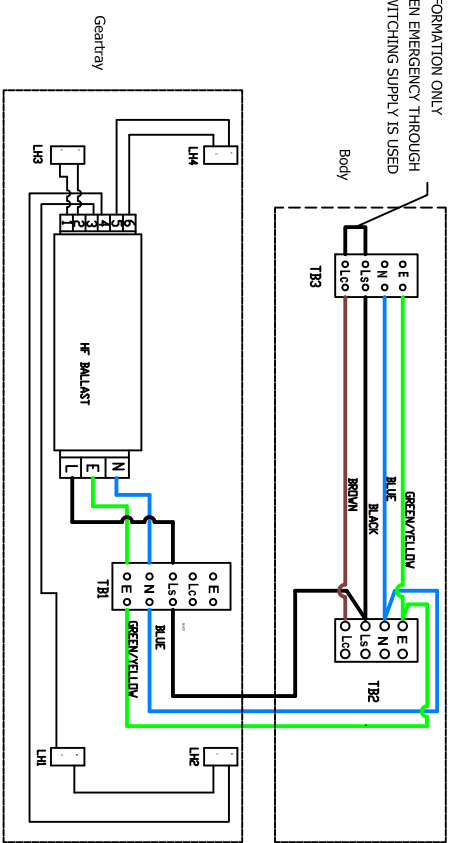 FORMATION ONLY
EN EMERGENCY THROUGH
WITCHING SUPPLY IS USED
Body
TB3
E
N
Ls
Lc
GREEN/YELLOW
BLUE
BLACK
BROWN
E
N
Ls
Lc
TB2
Geartray
LH4
LH3
6
5
4
3
2
1
HF BALLAST
N
E
L
E
Lc
Ls
N
E
TB1
BLUE
GREEN/YELLOW
LH2
LH1